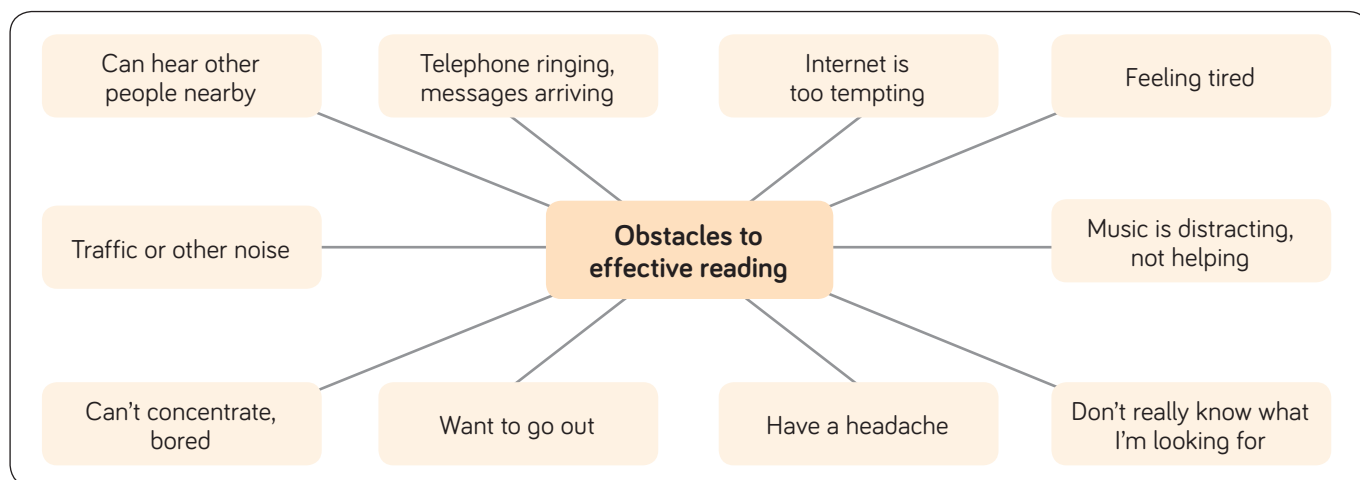 Can hear other
people nearby
Telephone ringing,
messages arriving
Internet is
too tempting
Feeling tired
Traffic or other noise
Obstacles to
effective reading
Music is distracting,
not helping
Can't concentrate,
bored
Want to go out
Have a headache
Don't really know what
I'm looking for